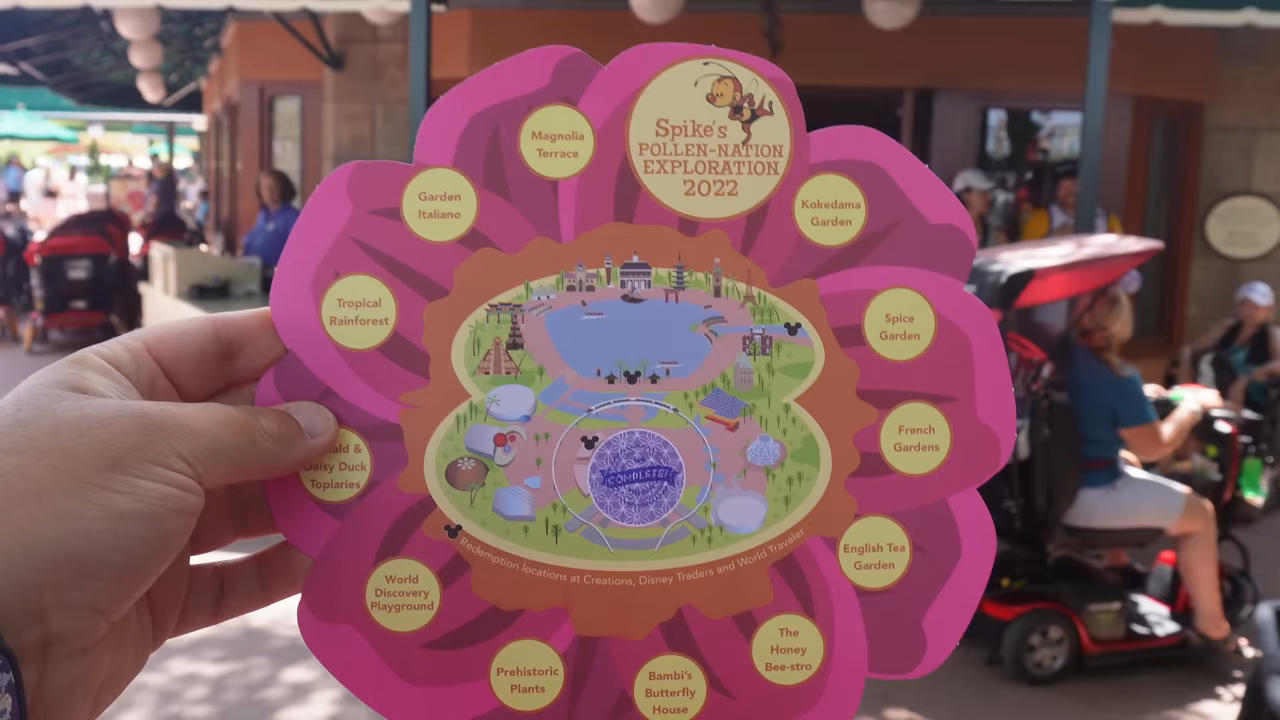 Spike's
POLLEN-NATION
EXPLORATION
2022
Magnolia
Terrace
Kokedama
Garden
Garden
Italiano
Spice
Garden
Tropical
Rainforest
French
Gardens
ald &
Daisy Duck
Topiaries
COMPLETE!
English Tea
Garden
Redemption locations at Creations, Disney Traders and World Traveler
World
Discovery
Playground
The
Honey
Bee-stro
Prehistoric
Plants
Bambi's
Butterfly
House